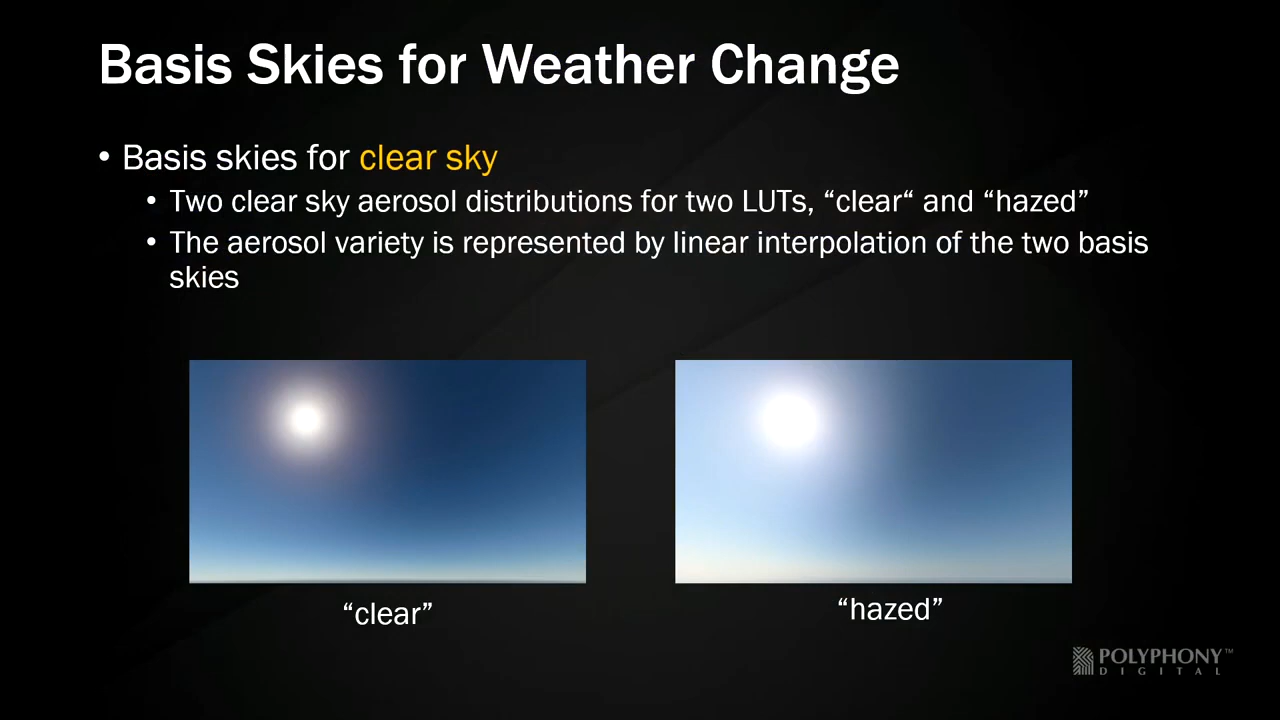 Basis Skies for Weather Change
• Basis skies for clear sky
• Two clear sky aerosol distributions for two LUTs, “clear“ and “hazed”
• The aerosol variety is represented by linear interpolation of the two basis
skies
“clear”
“hazed”
POLYPHONY™
DIGITAL